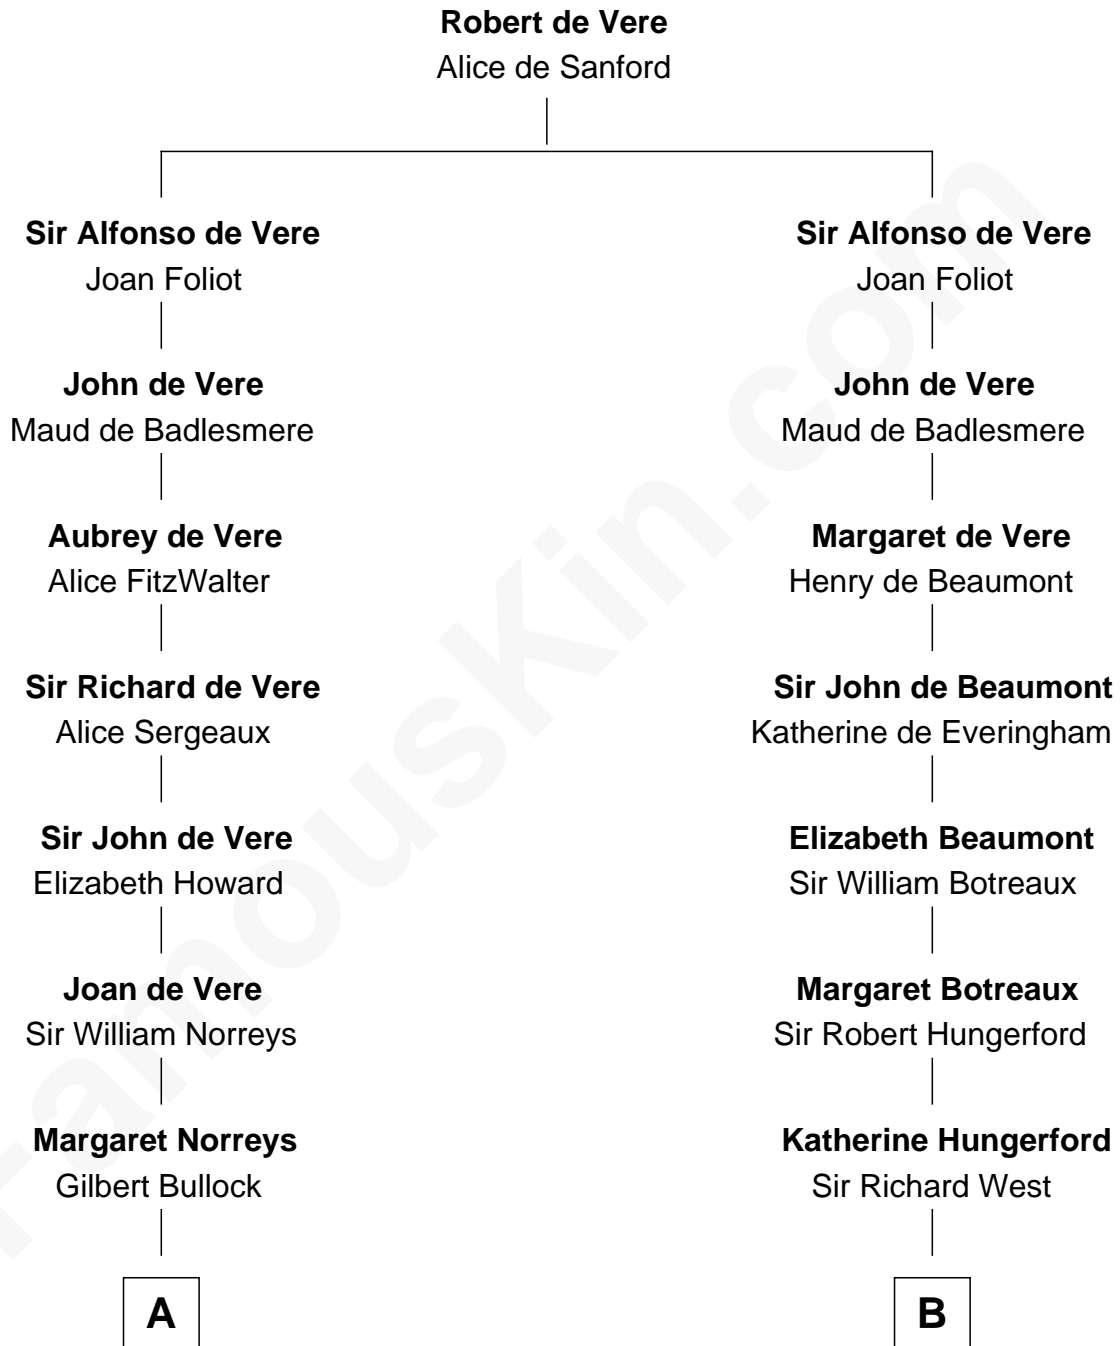 Robert de Vere
Alice de Sanford
Sir Alfonso de Vere
Joan Foliot
John de Vere
Maud de Badlesmere
Aubrey de Vere
Alice FitzWalter
Sir Richard de Vere
Alice Sergeaux
Sir John de Vere
Elizabeth Howard
Joan de Vere
Sir William Norreys
Margaret Norreys
Gilbert Bullock
A
Sir Alfonso de Vere
Joan Foliot
John de Vere
Maud de Badlesmere
Margaret de Vere
Henry de Beaumont
Sir John de Beaumont
Katherine de Everingham
Elizabeth Beaumont
Sir William Botreaux
Margaret Botreaux
Sir Robert Hungerford
Katherine Hungerford
Sir Richard West
B
FamousKin.com